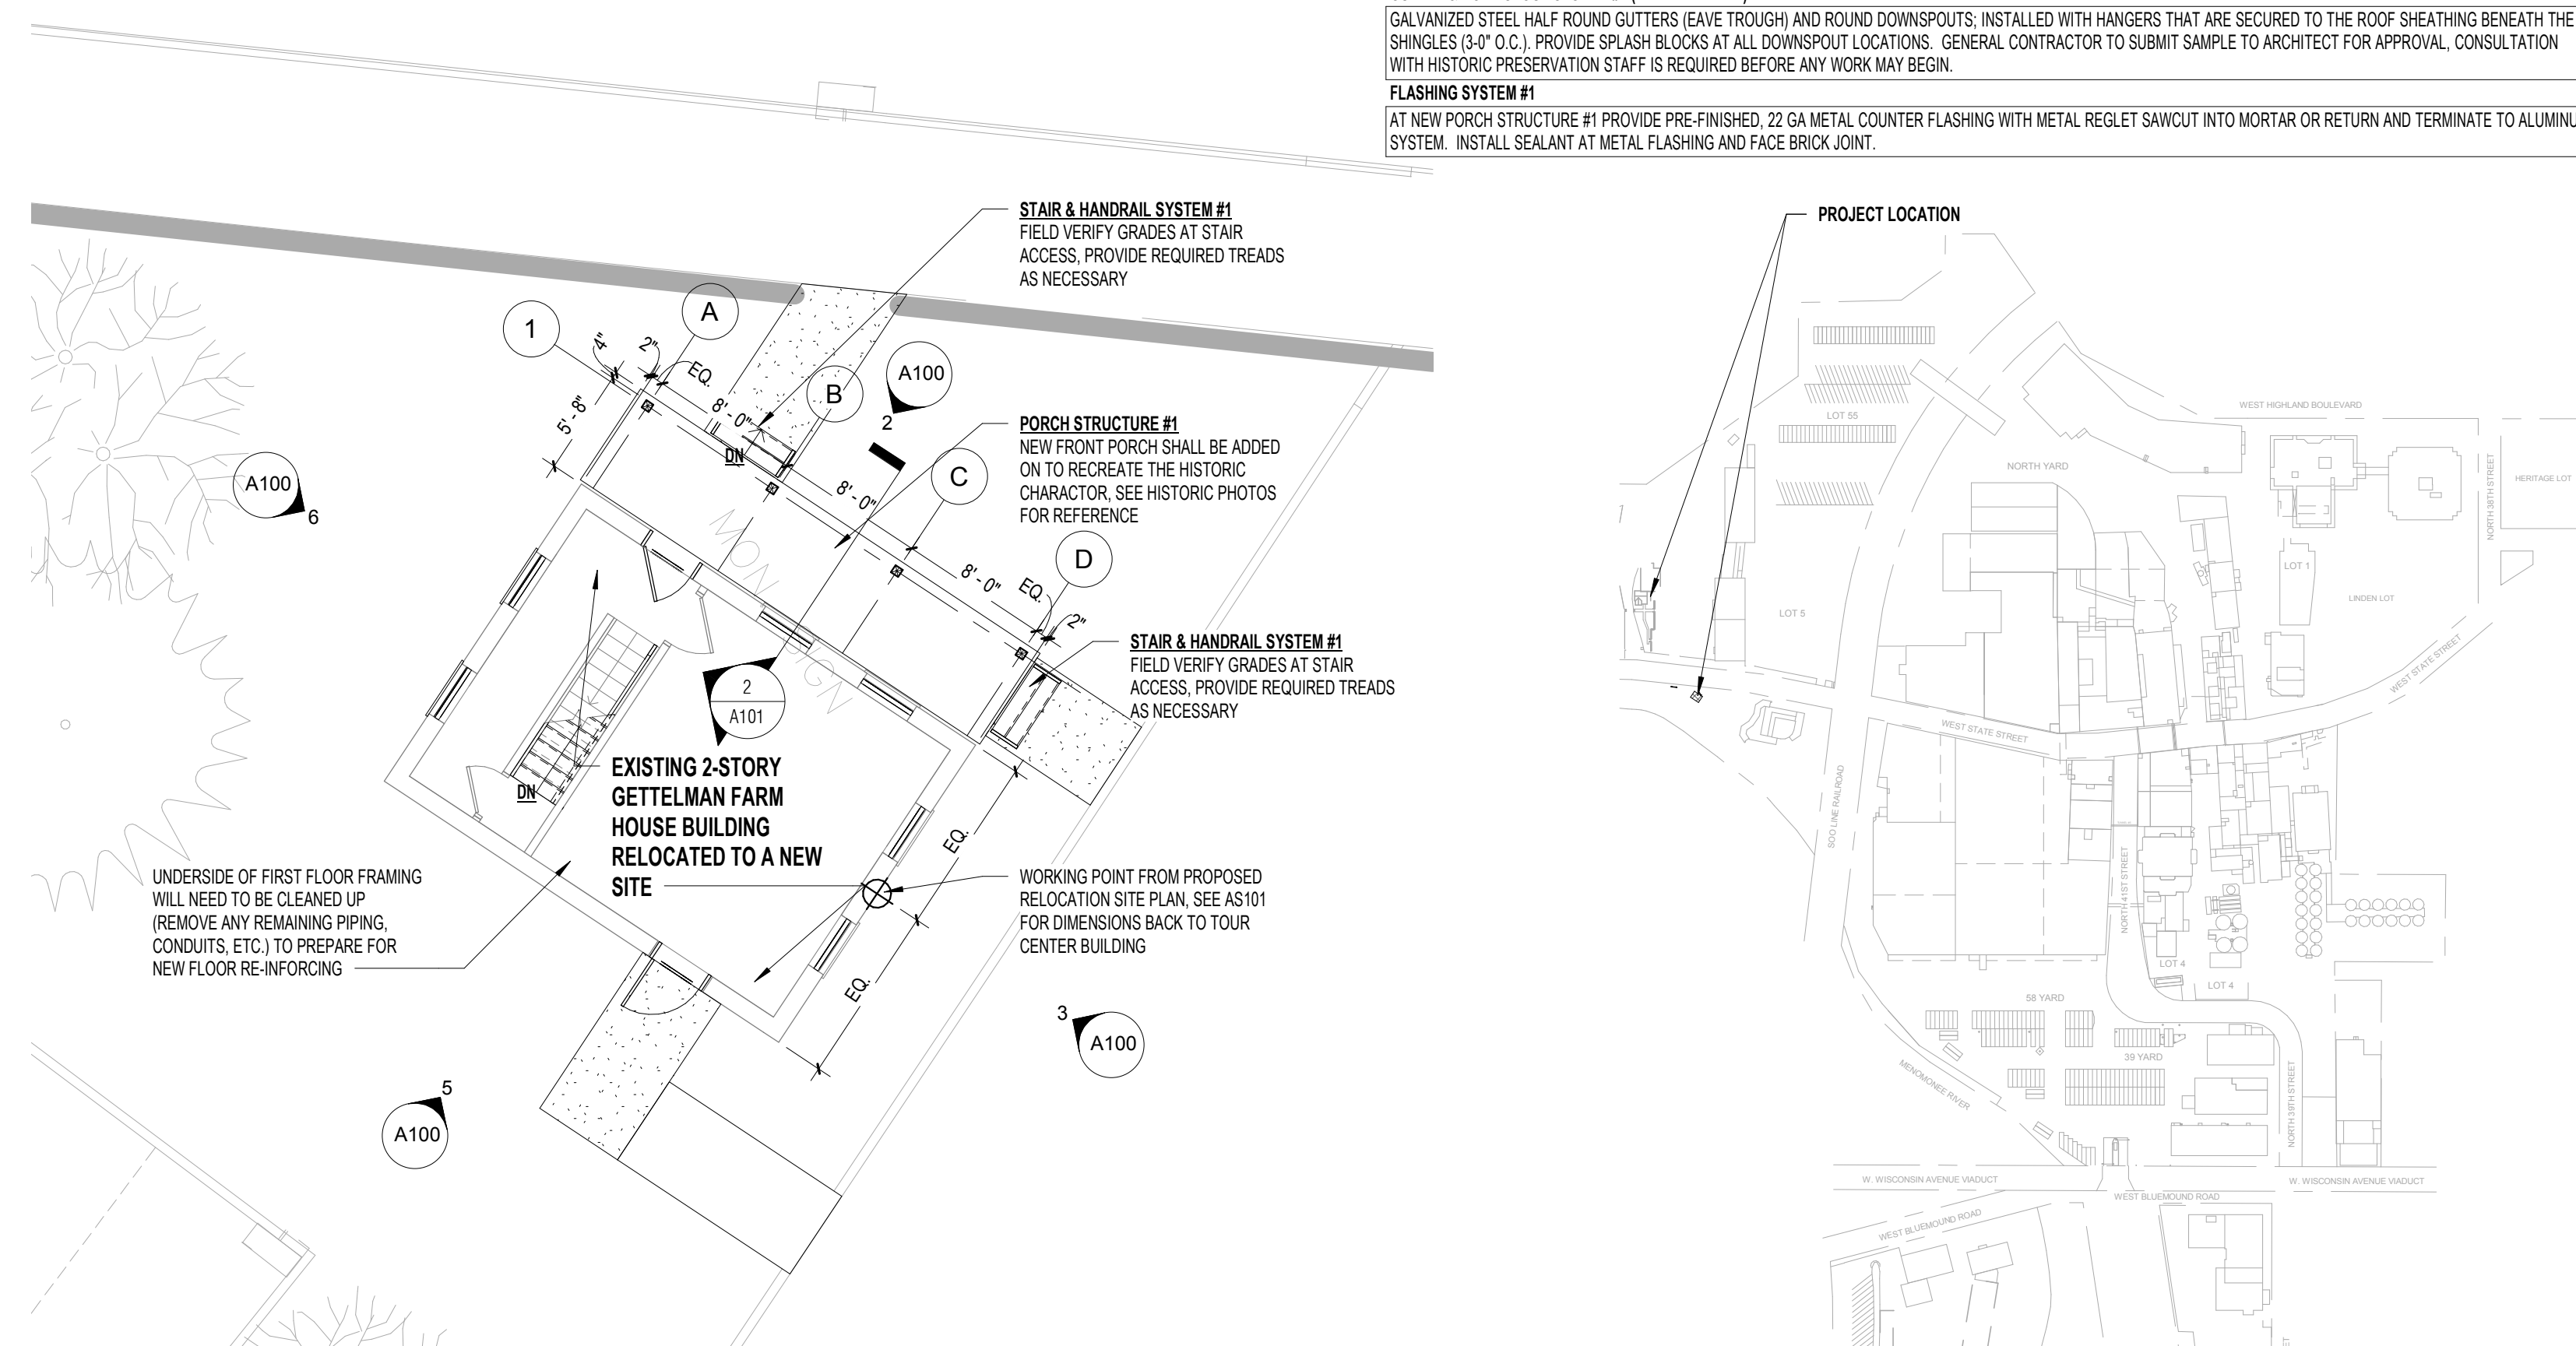 GALVANIZED STEEL HALF ROUND GUTTERS (EAVE TROUGH) AND ROUND DOWNSPOUTS; INSTALLED WITH HANGERS THAT ARE SECURED TO THE ROOF SHEATHING BENEATH THE
SHINGLES (3-0" O.C.). PROVIDE SPLASH BLOCKS AT ALL DOWNSPOUT LOCATIONS. GENERAL CONTRACTOR TO SUBMIT SAMPLE TO ARCHITECT FOR APPROVAL, CONSULTATION
WITH HISTORIC PRESERVATION STAFF IS REQUIRED BEFORE ANY WORK MAY BEGIN.
FLASHING SYSTEM #1
AT NEW PORCH STRUCTURE #1 PROVIDE PRE-FINISHED, 22 GA METAL COUNTER FLASHING WITH METAL REGLET SAWCUT INTO MORTAR OR RETURN AND TERMINATE TO ALUMINU
SYSTEM. INSTALL SEALANT AT METAL FLASHING AND FACE BRICK JOINT.
STAIR & HANDRAIL SYSTEM #1
FIELD VERIFY GRADES AT STAIR
ACCESS, PROVIDE REQUIRED TREADS
AS NECESSARY
1
A
B
C
D
4"
2"
EQ.
5' - 8"
8' - 0"
8' - 0"
8' - 0"
EQ.
2"
DN
A100
2
PORCH STRUCTURE #1
NEW FRONT PORCH SHALL BE ADDED
ON TO RECREATE THE HISTORIC
CHARACTOR, SEE HISTORIC PHOTOS
FOR REFERENCE
A100
6
STAIR & HANDRAIL SYSTEM #1
FIELD VERIFY GRADES AT STAIR
ACCESS, PROVIDE REQUIRED TREADS
AS NECESSARY
2
A101
EXISTING 2-STORY
GETTELMAN FARM
HOUSE BUILDING
RELOCATED TO A NEW
SITE
DN
EQ.
EQ.
UNDERSIDE OF FIRST FLOOR FRAMING
WILL NEED TO BE CLEANED UP
(REMOVE ANY REMAINING PIPING,
CONDUITS, ETC.) TO PREPARE FOR
NEW FLOOR RE-INFORCING
WORKING POINT FROM PROPOSED
RELOCATION SITE PLAN, SEE AS101
FOR DIMENSIONS BACK TO TOUR
CENTER BUILDING
3
A100
5
A100
PROJECT LOCATION
LOT 55
WEST HIGHLAND BOULEVARD
NORTH YARD
NORTH 38TH STREET
HERITAGE LOT
LOT 1
LINDEN LOT
LOT 5
WEST STATE STREET
WEST STATE STREET
SOO LINE RAILROAD
NORTH 41ST STREET
LOT 4
LOT 4
58 YARD
39 YARD
MENOMONEE RIVER
NORTH 39TH STREET
W. WISCONSIN AVENUE VIADUCT
WEST BLUEMOUND ROAD
W. WISCONSIN AVENUE VIADUCT
WEST BLUEMOUND ROAD